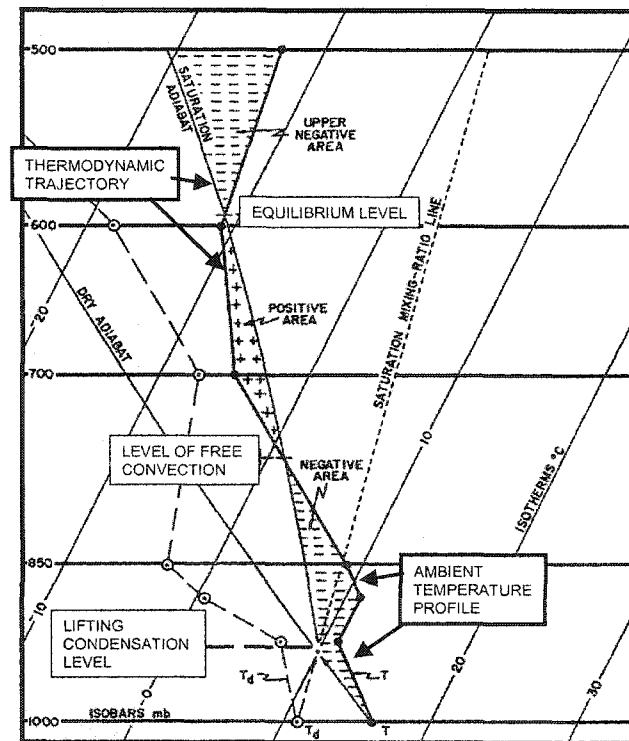 500
SATURATION
ADIABAT
UPPER
NEGATIVE
AREA
THERMODYNAMIC
TRAJECTORY
EQUILIBRIUM LEVEL
600
20
DRY ADIABAT
POSITIVE
AREA
SATURATION MIXING-RATIO LINE
700
LEVEL OF FREE
CONVECTION
NEGATIVE
AREA
10
ISOTHERMS °C
850
10
AMBIENT
TEMPERATURE
PROFILE
LIFTING
CONDENSATION
LEVEL
0
Td
T
20
30
ISOBARS mb
1000
Td
T